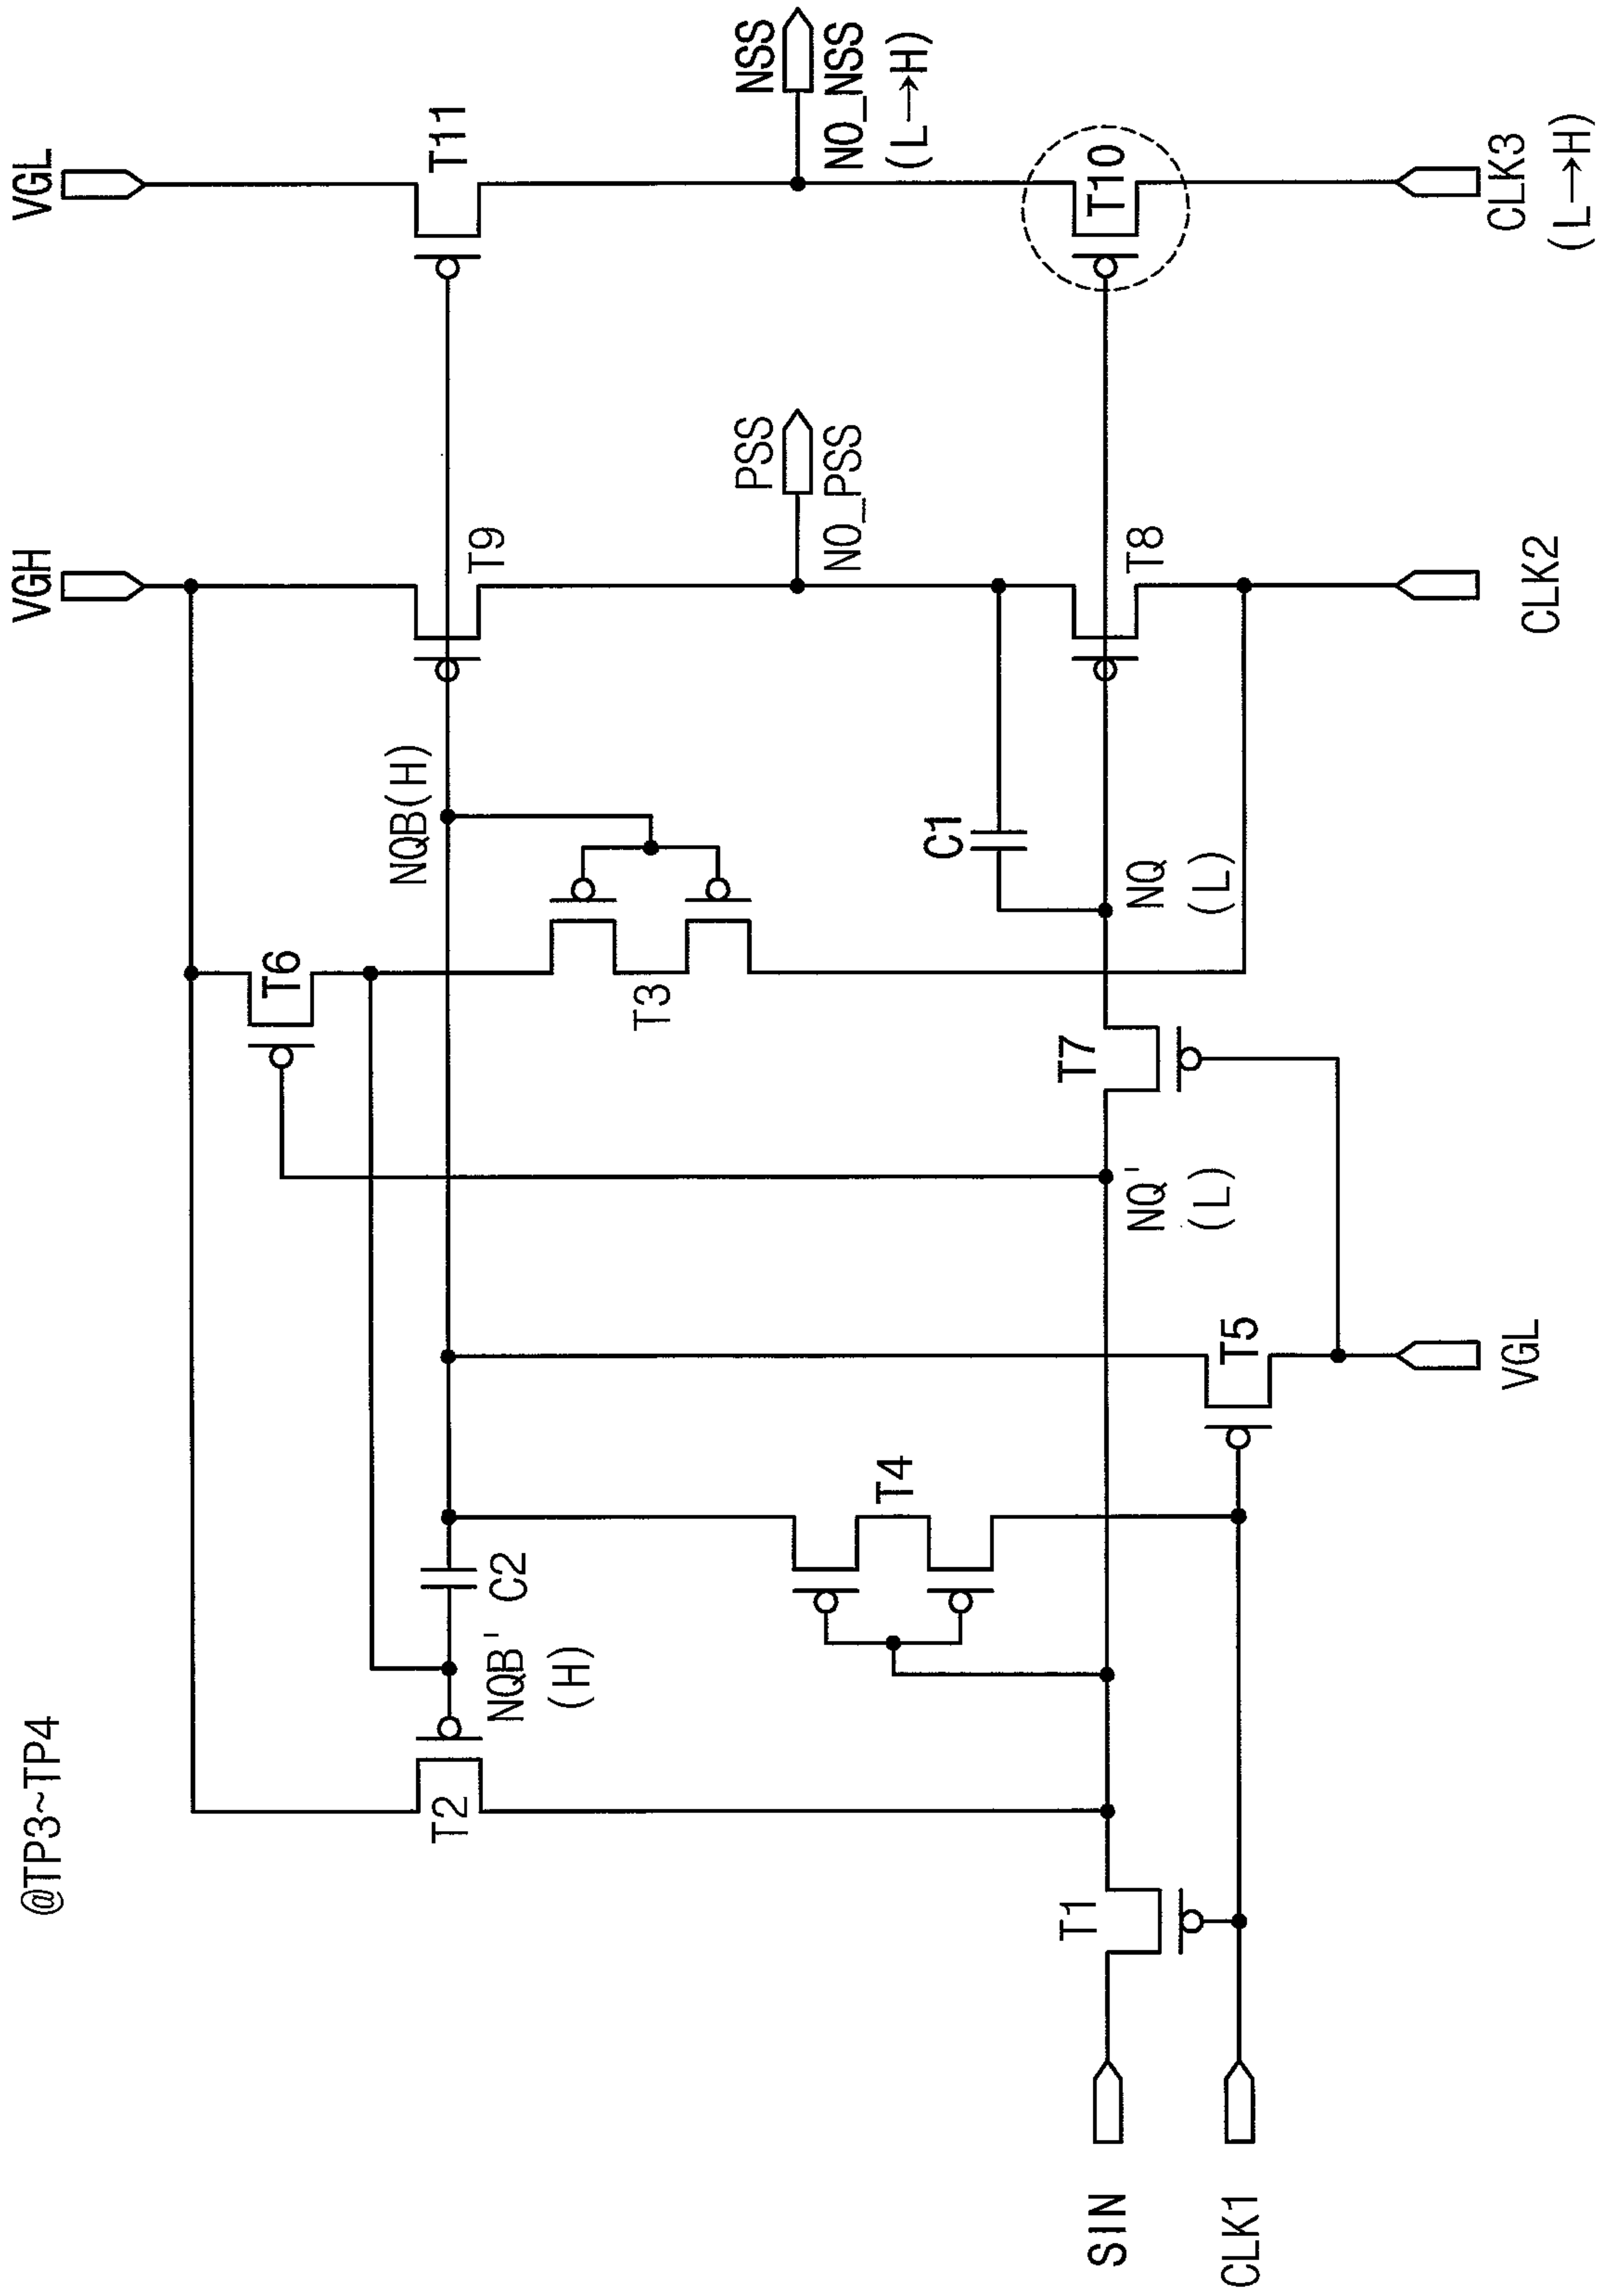 @TP3~TP4
VGH
VGL
T6
T11
T2
NQB'
(H)
C2
NQB(H)
T9
T3
T4
PSS
NO_PSS
NSS
NO_NSS
(L→H)
C1
T1
T7
NQ'
(L)
NQ
(L)
T8
T10
T5
SIN
CLK1
VGL
CLK2
CLK3
(L→H)